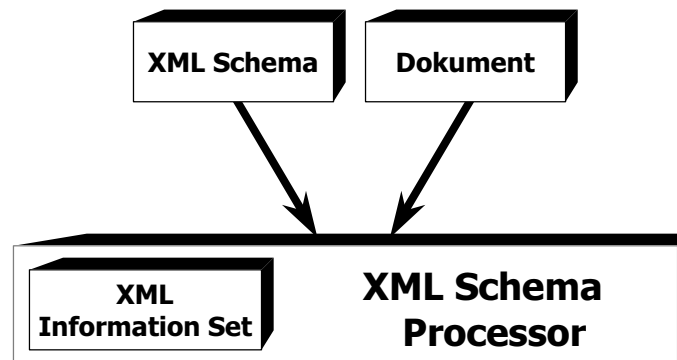 XML Schema
Dokument
XML
Information Set
XML Schema
Processor